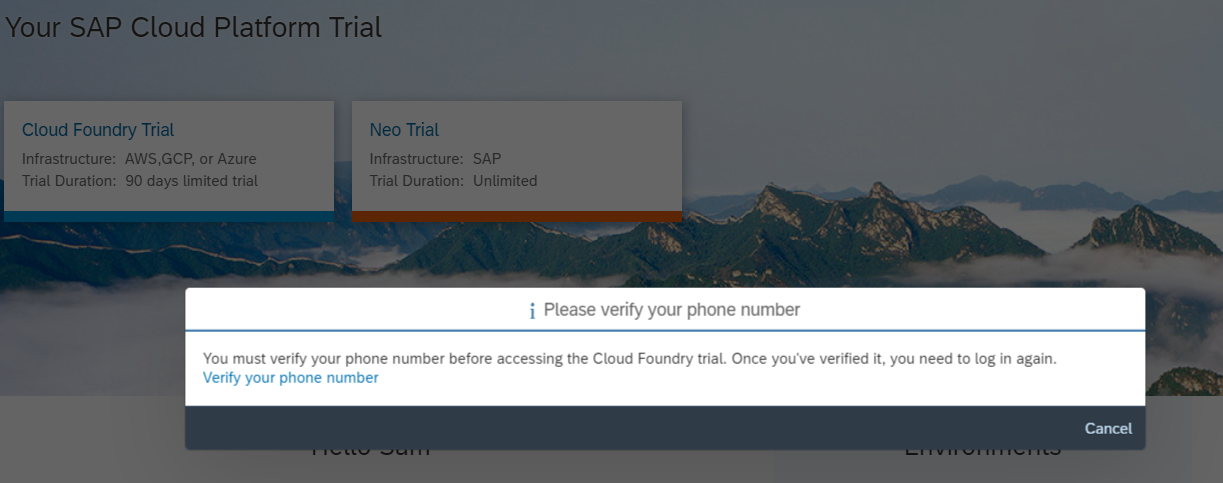 Your SAP Cloud Platform Trial
Cloud Foundry Trial
Infrastructure: AWS,GCP, or Azure
Trial Duration: 90 days limited trial
Neo Trial
Infrastructure: SAP
Trial Duration: Unlimited
Please verify your phone number
You must verify your phone number before accessing the Cloud Foundry trial. Once you've verified it, you need to log in again.
Verify your phone number
Cancel
Hello Sam
Environments